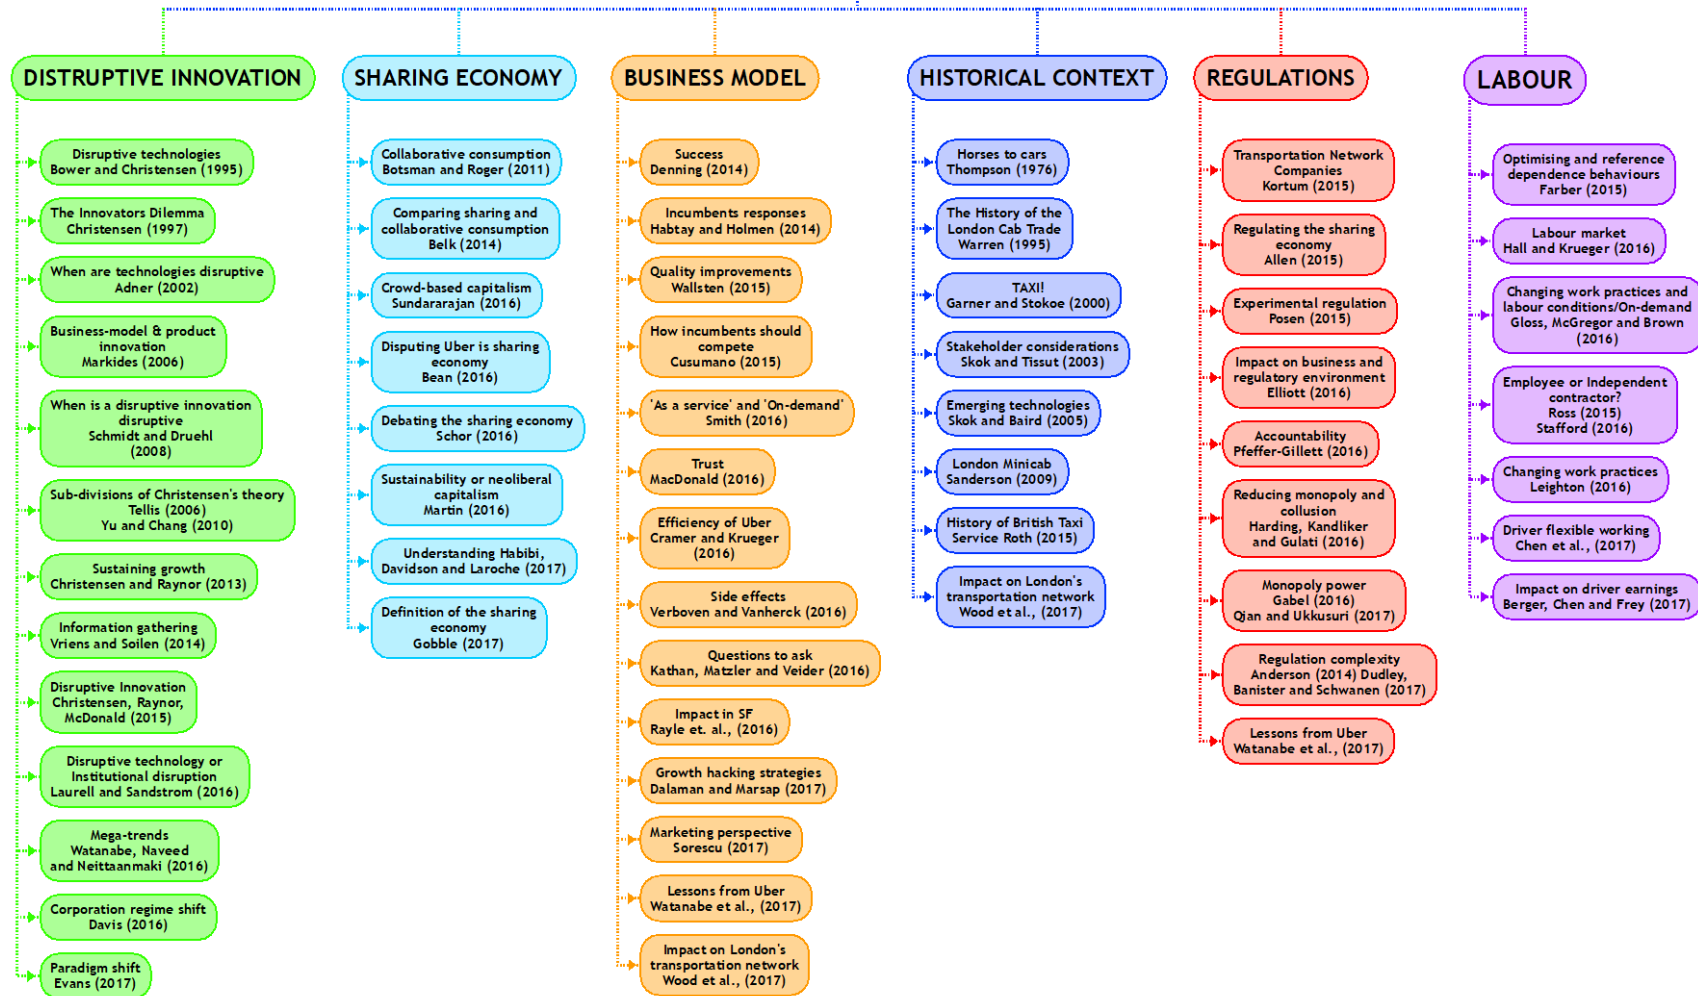 DISTRUPTIVE INNOVATION
Disruptive technologies
Bower and Christensen (1995)
The Innovators Dilemma
Christensen (1997)
When are technologies disruptive
Adner (2002)
Business-model & product
innovation
Markides (2006)
When is a disruptive innovation
disruptive
Schmidt and Druehl
(2008)
Sub-divisions of Christensen's theory
Tellis (2006)
Yu and Chang (2010)
Sustaining growth
Christensen and Raynor (2013)
Information gathering
Vriens and Soilen (2014)
Disruptive Innovation
Christensen, Raynor,
McDonald (2015)
Disruptive technology or
Institutional disruption
Laurell and Sandstrom (2016)
Mega-trends
Watanabe, Naveed
and Neittaanmaki (2016)
Corporation regime shift
Davis (2016)
Paradigm shift
Evans (2017)
SHARING ECONOMY
Collaborative consumption
Botsman and Roger (2011)
Comparing sharing and
collaborative consumption
Belk (2014)
Crowd-based capitalism
Sundararajan (2016)
Disputing Uber is sharing
economy
Bean (2016)
Debating the sharing economy
Schor (2016)
Sustainability or neoliberal
capitalism
Martin (2016)
Understanding Habibi,
Davidson and Laroche (2017)
Definition of the sharing
economy
Gobble (2017)
BUSINESS MODEL
Success
Denning (2014)
Incumbents responses
Habtay and Holmen (2014)
Quality improvements
Wallsten (2015)
How incumbents should
compete
Cusumano (2015)
'As a service' and 'On-demand'
Smith (2016)
Trust
MacDonald (2016)
Efficiency of Uber
Cramer and Krueger
(2016)
Side effects
Verboven and Vanherck (2016)
Questions to ask
Kathan, Matzler and Veider (2016)
Impact in SF
Rayle et. al., (2016)
Growth hacking strategies
Dalaman and Marsap (2017)
Marketing perspective
Sorescu (2017)
Lessons from Uber
Watanabe et al., (2017)
Impact on London's
transportation network
Wood et al., (2017)
HISTORICAL CONTEXT
Horses to cars
Thompson (1976)
The History of the
London Cab Trade
Warren (1995)
TAXI!
Garner and Stokoe (2000)
Stakeholder considerations
Skok and Tissut (2003)
Emerging technologies
Skok and Baird (2005)
London Minicab
Sanderson (2009)
History of British Taxi
Service Roth (2015)
Impact on London's
transportation network
Wood et al., (2017)
REGULATIONS
Transportation Network
Companies
Kortum (2015)
Regulating the sharing
economy
Allen (2015)
Experimental regulation
Posen (2015)
Impact on business and
regulatory environment
Elliott (2016)
Accountability
Pfeffer-Gillett (2016)
Reducing monopoly and
collusion
Harding, Kandliker
and Gulati (2016)
Monopoly power
Gabel (2016)
Qian and Ukkusuri (2017)
Regulation complexity
Anderson (2014) Dudley,
Banister and Schwanen (2017)
Lessons from Uber
Watanabe et al., (2017)
LABOUR
Optimising and reference
dependence behaviours
Farber (2015)
Labour market
Hall and Krueger (2016)
Changing work practices and
labour conditions/On-demand
Gloss, McGregor and Brown
(2016)
Employee or Independent
contractor?
Ross (2015)
Stafford (2016)
Changing work practices
Leighton (2016)
Driver flexible working
Chen et al., (2017)
Impact on driver earnings
Berger, Chen and Frey (2017)